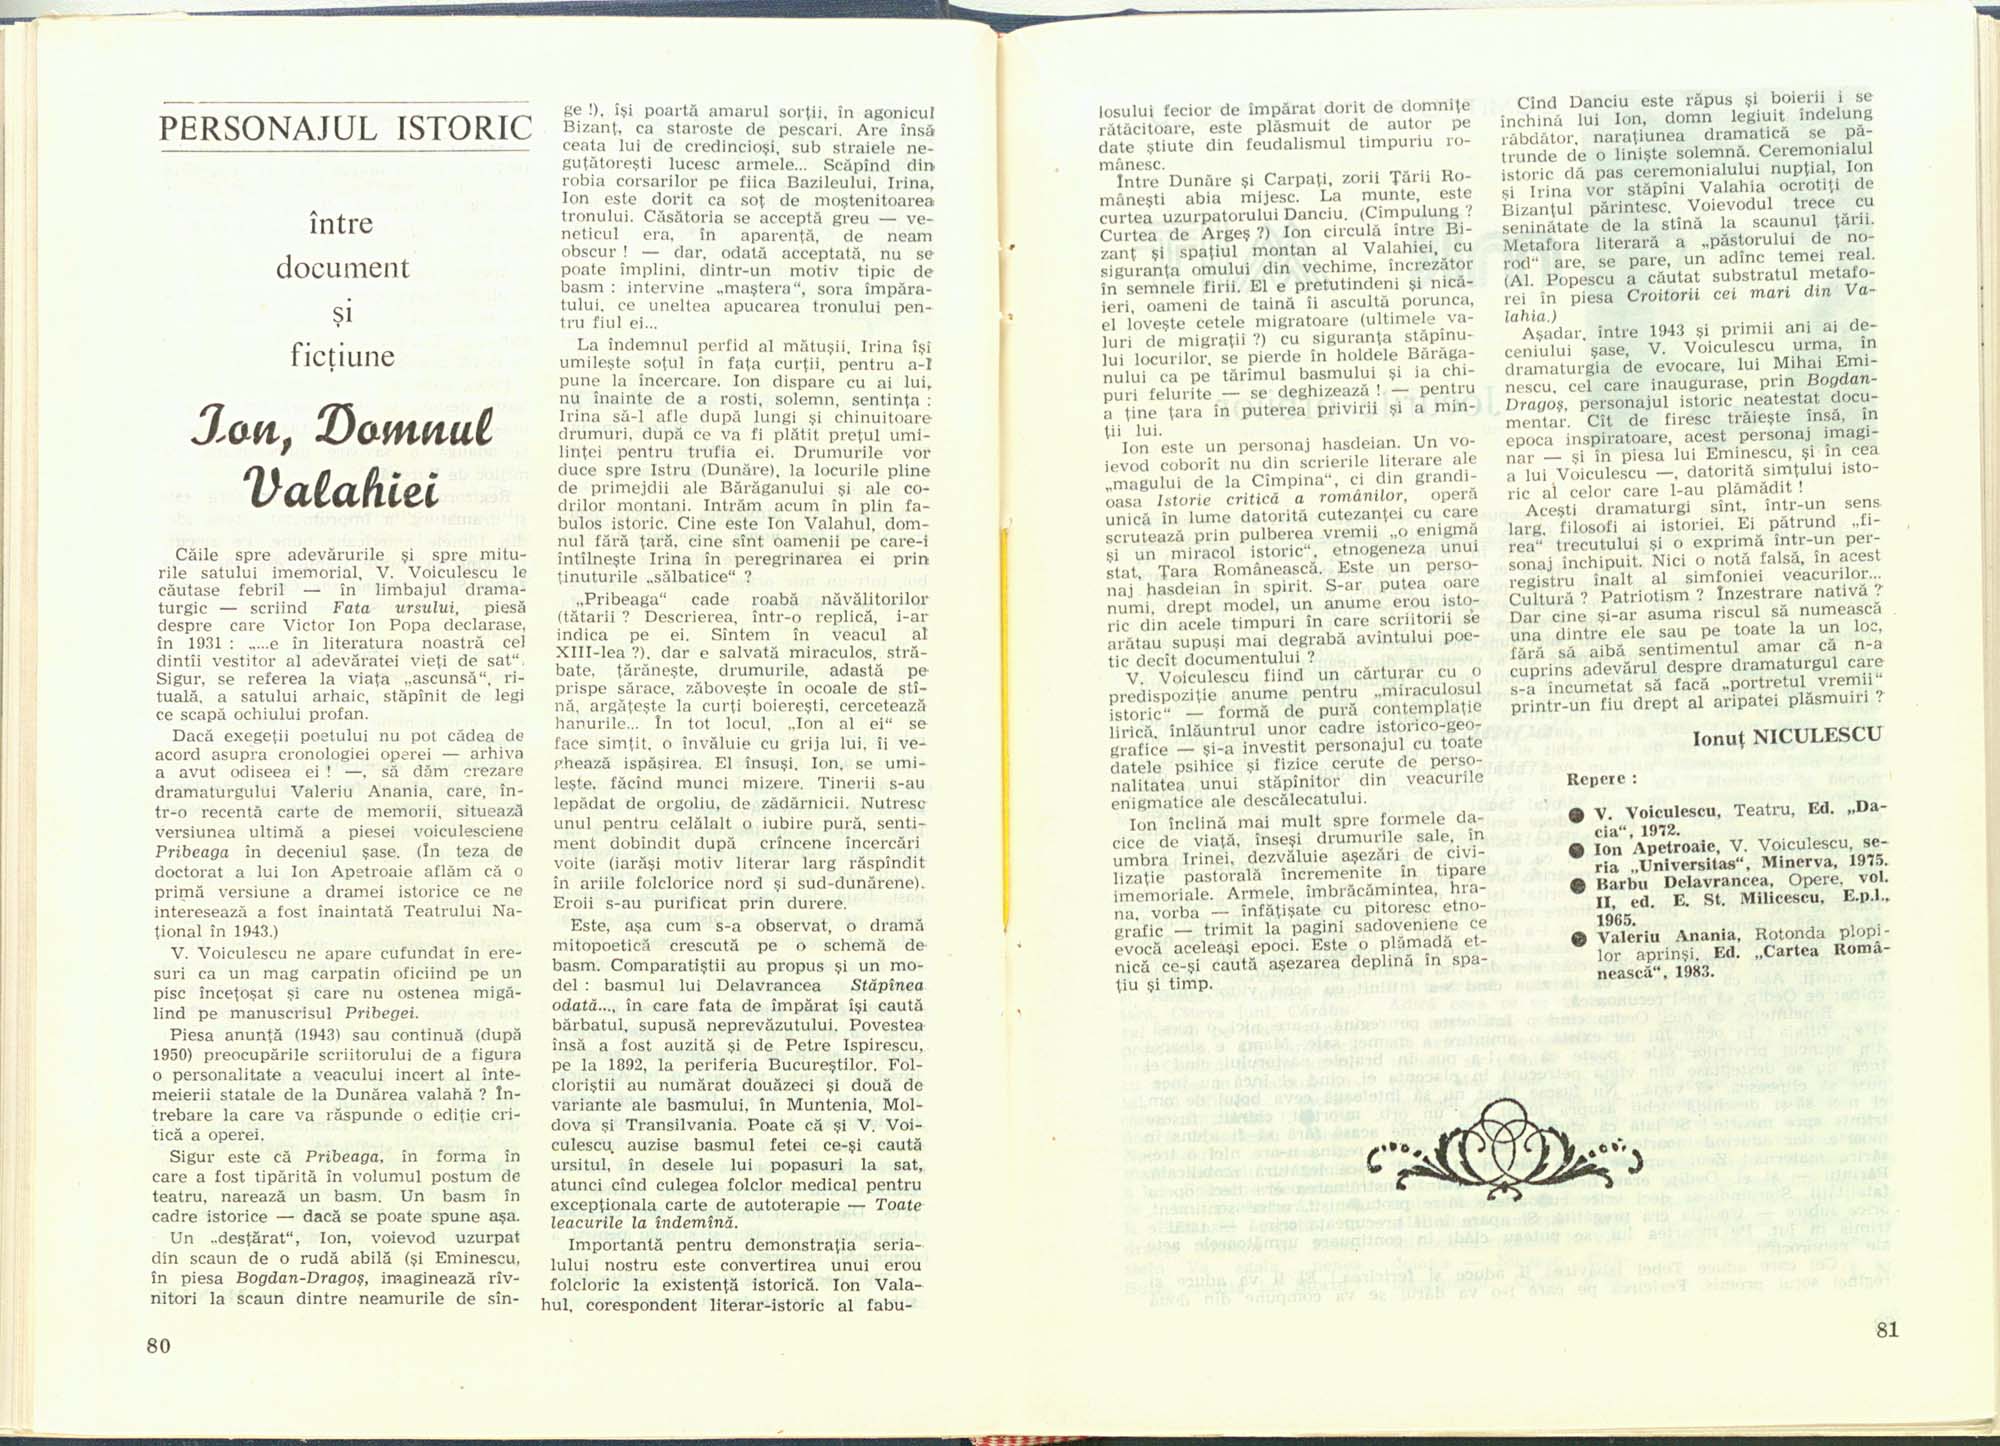 PERSONAJUL ISTORIC
între
document
și
ficțiune
Ion, Domnul
Valahiei
Căile spre adevărurile și spre mitu-
rile satului imemorial, V. Voiculescu le
căutase febril — în limbajul drama-
turgic — scriind Fata ursului, piesă
despre care Victor Ion Popa declarase,
în 1931 : „...e în literatura noastră cel
dintîi vestitor al adevăratei vieți de sat“.
Sigur, se referea la viața „ascunsă“, ri-
tuală, a satului arhaic, stăpînit de legi
ce scapă ochiului profan.
Dacă exegeții poetului nu pot cădea de
acord asupra cronologiei operei — arhiva
a avut odiseea ei ! —, să dăm crezare
dramaturgului Valeriu Anania, care, în-
tr-o recentă carte de memorii, situează
versiunea ultimă a piesei voiculesciene
Pribeaga în deceniul șase. (În teza de
doctorat a lui Ion Apetroaie aflăm că o
primă versiune a dramei istorice ce ne
interesează a fost înaintată Teatrului Na-
țional în 1943.)
V. Voiculescu ne apare cufundat în ere-
suri ca un mag carpatin oficiind pe un
pisc încețoșat și care nu ostenea migă-
lind pe manuscrisul Pribegei.
Piesa anunță (1943) sau continuă (după
1950) preocupările scriitorului de a figura
o personalitate a veacului incert al înte-
meierii statale de la Dunărea valahă ? În-
trebare la care va răspunde o ediție cri-
tică a operei.
Sigur este că Pribeaga, în forma în
care a fost tipărită în volumul postum de
teatru, narează un basm. Un basm în
cadre istorice — dacă se poate spune așa.
Un „desțărat“, Ion, voievod uzurpat
din scaun de o rudă abilă (și Eminescu,
în piesa Bogdan-Dragoș, imaginează rîv-
nitori la scaun dintre neamurile de sîn-
80
ge !), își poartă amarul sorții, în agonicul
Bizanț, ca staroste de pescari. Are însă
ceata lui de credincioși, sub straiele ne-
guțătorești lucesc armele... Scăpînd din
robia corsarilor pe fiica Bazileului, Irina,
Ion este dorit ca soț de moștenitoarea
tronului. Căsătoria se acceptă greu — ve-
neticul era, în aparență, de neam
obscur ! — dar, odată acceptată, nu se
poate împlini, dintr-un motiv tipic de
basm : intervine „maștera“, sora împăra-
tului, ce uneltea apucarea tronului pen-
tru fiul ei...
La îndemnul perfid al mătușii, Irina își
umilește soțul în fața curții, pentru a-l
pune la încercare. Ion dispare cu ai lui,
nu înainte de a rosti, solemn, sentința :
Irina să-l afle după lungi și chinuitoare
drumuri, după ce va fi plătit prețul umi-
linței pentru trufia ei. Drumurile vor
duce spre Istru (Dunăre), la locurile pline
de primejdii ale Bărăganului și ale co-
drilor montani. Intrăm acum în plin fa-
bulos istoric. Cine este Ion Valahul, dom-
nul fără țară, cine sînt oamenii pe care-i
întîlnește Irina în peregrinarea ei prin
ținuturile „sălbatice“ ?
„Pribeaga“ cade roabă năvălitorilor
(tătarii ? Descrierea, într-o replică, i-ar
indica pe ei. Sîntem în veacul al
XIII-lea ?), dar e salvată miraculos, stră-
bate, țărănește, drumurile, adastă pe
prispe sărace, zăbovește în ocoale de stî-
nă, argățește la curți boierești, cercetează
hanurile... În tot locul, „Ion al ei“ se
face simțit, o învăluie cu grija lui, îi ve-
ghează ispășirea. El însuși, Ion, se umi-
lește, făcînd munci mizere. Tinerii s-au
lepădat de orgoliu, de zădărnicii. Nutresc
unul pentru celălalt o iubire pură, senti-
ment dobîndit după crîncene încercări
voite (iarăși motiv literar larg răspîndit
în ariile folclorice nord și sud-dunărene).
Eroii s-au purificat prin durere.
Este, așa cum s-a observat, o dramă
mitopoetică crescută pe o schemă de
basm. Comparatiștii au propus și un mo-
del : basmul lui Delavrancea Stăpînea
odată..., în care fata de împărat își caută
bărbatul, supusă neprevăzutului. Povestea
însă a fost auzită și de Petre Ispirescu,
pe la 1892, la periferia Bucureștilor. Fol-
cloriștii au numărat douăzeci și două de
variante ale basmului, în Muntenia, Mol-
dova și Transilvania. Poate că și V. Voi-
culescu auzise basmul fetei ce-și caută
ursitul, în desele lui popasuri la sat,
atunci cînd culegea folclor medical pentru
excepționala carte de autoterapie — Toate
leacurile la îndemînă.
Importantă pentru demonstrația seria-
lului nostru este convertirea unui erou
folcloric la existență istorică. Ion Vala-
hul, corespondent literar-istoric al fabu-
losului fecior de împărat dorit de domnițe
rătăcitoare, este plăsmuit de autor pe
date știute din feudalismul timpuriu ro-
mânesc.
Între Dunăre și Carpați, zorii Țării Ro-
mânești abia mijesc. La munte, este
curtea uzurpatorului Danciu. (Cîmpulung ?
Curtea de Argeș ?) Ion circulă între Bi-
zanț și spațiul montan al Valahiei, cu
siguranța omului din vechime, încrezător
în semnele firii. El e pretutindeni și nică-
ieri, oameni de taină îi ascultă porunca,
el lovește cetele migratoare (ultimele va-
luri de migrații ?) cu siguranța stăpînu-
lui locurilor, se pierde în holdele Băraga-
nului ca pe tărîmul basmului și ia chi-
puri felurite — se deghizează ! — pentru
a ține țara în puterea privirii și a min-
ții lui.
Ion este un personaj hasdeian. Un vo-
ievod coborît nu din scrierile literare ale
„magului de la Cîmpina“, ci din grandi-
oasa Istorie critică a românilor, operă
unică în lume datorită cutezanței cu care
scrutează prin pulberea vremii „o enigmă
și un miracol istoric“, etnogeneza unui
stat, Țara Românească. Este un perso-
naj hasdeian în spirit. S-ar putea oare
numi, drept model, un anume erou isto-
ric din acele timpuri în care scriitorii se
arătau supuși mai degrabă avîntului poe-
tic decît documentului ?
V. Voiculescu fiind un cărturar cu o
predispoziție anume pentru „miraculosul
istoric“ — formă de pură contemplație
lirică, înlăuntrul unor cadre istorico-geo-
grafice — și-a investit personajul cu toate
datele psihice și fizice cerute de perso-
nalitatea unui stăpînitor din veacurile
enigmatice ale descălecatului.
Ion înclină mai mult spre formele da-
cice de viață, înseși drumurile sale, în
umbra Irinei, dezvăluie așezări de civi-
lizație pastorală încremenite în tipare
imemoriale. Armele, îmbrăcămintea, hra-
na, vorba — înfățișate cu pitoresc etno-
grafic — trimit la pagini sadoveniene ce
evocă aceleași epoci. Este o plămadă et-
nică ce-și caută așezarea deplină în spa-
țiu și timp.
Cînd Danciu este răpus și boierii i se
închină lui Ion, domn legiuit îndelung
răbdător, narațiunea dramatică se pă-
trunde de o liniște solemnă. Ceremonialul
istoric dă pas ceremonialului nupțial, Ion
și Irina vor stăpîni Valahia ocrotiți de
Bizanțul părintesc. Voievodul trece cu
seninătate de la stînă la scaunul țării.
Metafora literară a „păstorului de no-
rod“ are, se pare, un adînc temei real.
(Al. Popescu a căutat substratul metafo-
rei în piesa Croitorii cei mari din Va-
lahia.)
Așadar, între 1943 și primii ani ai de-
ceniului șase, V. Voiculescu urma, în
dramaturgia de evocare, lui Mihai Emi-
nescu, cel care inaugurase, prin Bogdan-
Dragoș, personajul istoric neatestat docu-
mentar. Cît de firesc trăiește însă, în
epoca inspiratoare, acest personaj imagi-
nar — și în piesa lui Eminescu, și în cea
a lui Voiculescu —, datorită simțului isto-
ric al celor care l-au plămădit !
Acești dramaturgi sînt, într-un sens
larg, filosofi ai istoriei. Ei pătrund „fi-
rea“ trecutului și o exprimă într-un per-
sonaj închipuit. Nici o notă falsă, în acest
registru înalt al simfoniei veacurilor...
Cultură ? Patriotism ? Înzestrare nativă ?
Dar cine și-ar asuma riscul să numească
una dintre ele sau pe toate la un loc,
fără să aibă sentimentul amar că n-a
cuprins adevărul despre dramaturgul care
s-a încumetat să facă „portretul vremii“
printr-un fiu drept al aripatei plăsmuiri ?
Ionuț NICULESCU
Repere :
● V. Voiculescu, Teatru, Ed. „Da-
cia“, 1972.
● Ion Apetroaie, V. Voiculescu, se-
ria „Universitas“, Minerva, 1975.
● Barbu Delavrancea, Opere, vol.
II, ed. E. St. Milicescu, E.p.l.,
1965.
● Valeriu Anania, Rotonda plopi-
lor aprinși, Ed. „Cartea Româ-
nească“, 1983.
81